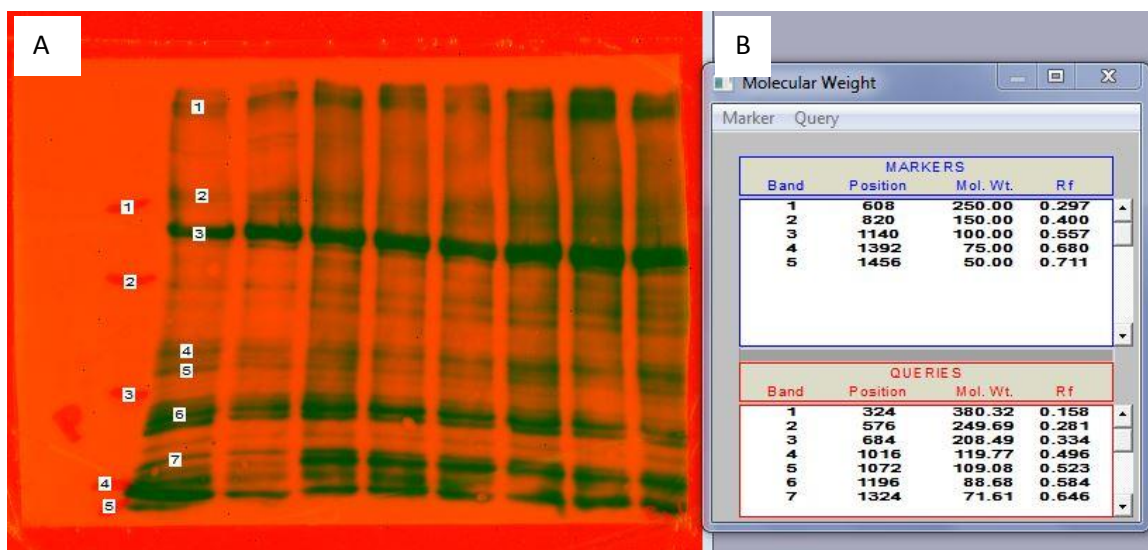 A
1
2
1
3
2
4
5
3
6
7
4
5
B
Molecular Weight
Marker Query
MARKERS
Band Position Mol. Wt. Rf
1 608 250.00 0.297
2 820 150.00 0.400
3 1140 100.00 0.557
4 1392 75.00 0.680
5 1456 50.00 0.711
QUERIES
Band Position Mol. Wt. Rf
1 324 380.32 0.158
2 576 249.69 0.281
3 684 208.49 0.334
4 1016 119.77 0.496
5 1072 109.08 0.523
6 1196 88.68 0.584
7 1324 71.61 0.646